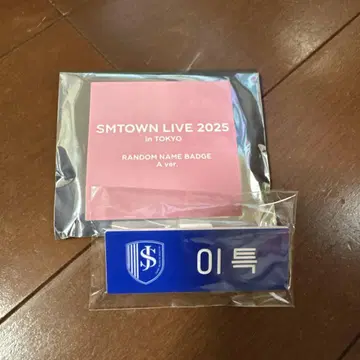 SMTOWN LIVE 2025
in TOKYO
RANDOM NAME BADGE
A ver.
이특